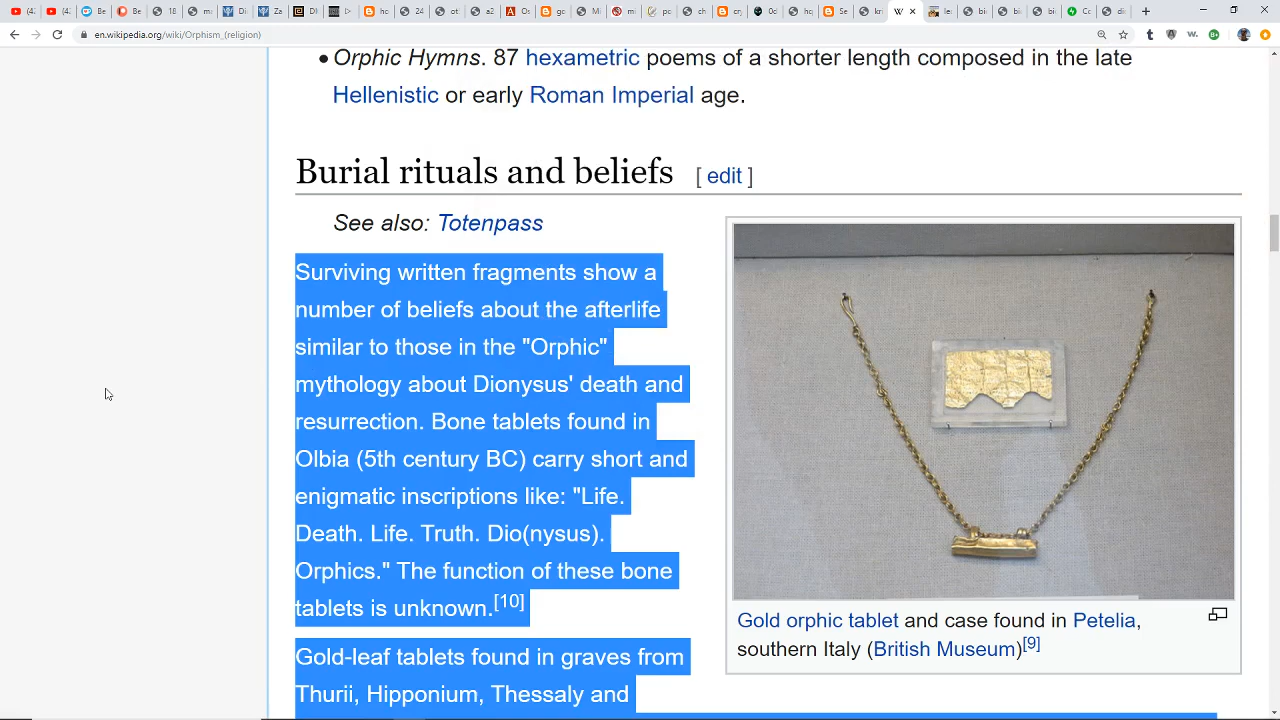 en.wikipedia.org/wiki/Orphism_(religion)
• Orphic Hymns. 87 hexametric poems of a shorter length composed in the late
Hellenistic or early Roman Imperial age.
Burial rituals and beliefs [ edit ]
See also: Totenpass
Surviving written fragments show a
number of beliefs about the afterlife
similar to those in the "Orphic"
mythology about Dionysus' death and
resurrection. Bone tablets found in
Olbia (5th century BC) carry short and
enigmatic inscriptions like: "Life.
Death. Life. Truth. Dio(nysus).
Orphics." The function of these bone
tablets is unknown.[10]
Gold-leaf tablets found in graves from
Thurii, Hipponium, Thessaly and
Gold orphic tablet and case found in Petelia,
southern Italy (British Museum)[9]